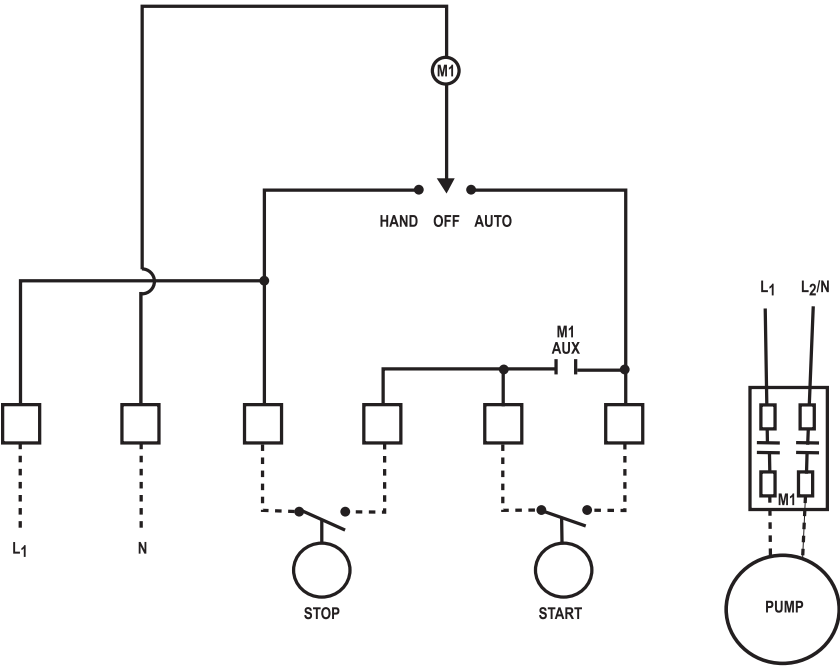 M1
HAND OFF AUTO
L1
L2/N
M1
AUX
M1
L1
N
STOP
START
PUMP